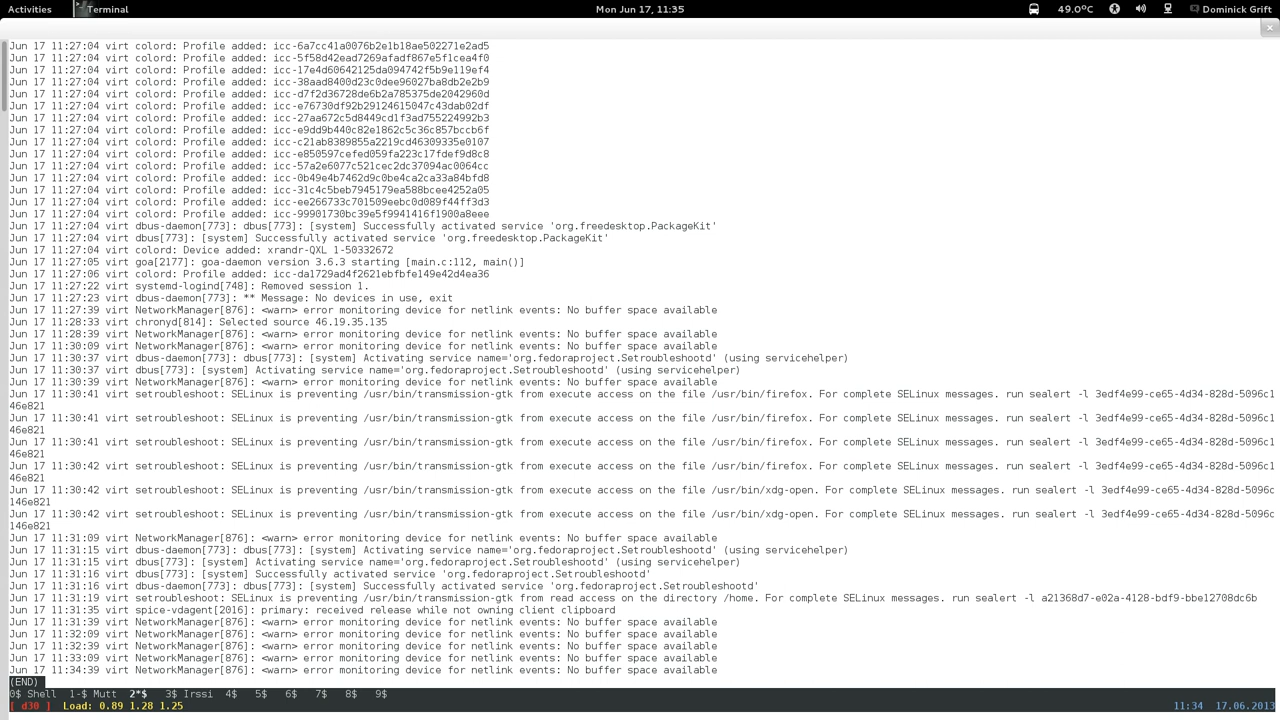 Activities Terminal Mon Jun 17, 11:35 49.0°C Dominick Grift
Jun 17 11:27:04 virt colord: Profile added: icc-6a7cc41a0076b2e1b18ae502271e2ad5
Jun 17 11:27:04 virt colord: Profile added: icc-5f58d42ead7269afadf867e5f1cea4f0
Jun 17 11:27:04 virt colord: Profile added: icc-17e4d60642125da094742f5b9e119ef4
Jun 17 11:27:04 virt colord: Profile added: icc-38aad8400d23c0dee96027ba8db2e2b9
Jun 17 11:27:04 virt colord: Profile added: icc-d7f2d36728de6b2a785375de2042960d
Jun 17 11:27:04 virt colord: Profile added: icc-e76730df92b29124615047c43dab02df
Jun 17 11:27:04 virt colord: Profile added: icc-27aa672c5d8449cd1f3ad755224992b3
Jun 17 11:27:04 virt colord: Profile added: icc-e9dd9b440c82e1862c5c36c857bccb6f
Jun 17 11:27:04 virt colord: Profile added: icc-c21ab8389855a2219cd46309335e0107
Jun 17 11:27:04 virt colord: Profile added: icc-e850597cefed059fa223c17fdef9d8c8
Jun 17 11:27:04 virt colord: Profile added: icc-57a2e6077c521cec2dc37094ac0064cc
Jun 17 11:27:04 virt colord: Profile added: icc-0b49e4b7462d9c0be4ca2ca33a84bfd8
Jun 17 11:27:04 virt colord: Profile added: icc-31c4c5beb7945179ea588bcee4252a05
Jun 17 11:27:04 virt colord: Profile added: icc-ee266733c701509eebc0d089f44ff3d3
Jun 17 11:27:04 virt colord: Profile added: icc-99901730bc39e5f9941416f1900a8eee
Jun 17 11:27:04 virt dbus-daemon[773]: dbus[773]: [system] Successfully activated service 'org.freedesktop.PackageKit'
Jun 17 11:27:04 virt dbus[773]: [system] Successfully activated service 'org.freedesktop.PackageKit'
Jun 17 11:27:04 virt colord: Device added: xrandr-QXL 1-50332672
Jun 17 11:27:05 virt goa[2177]: goa-daemon version 3.6.3 starting [main.c:112, main()]
Jun 17 11:27:06 virt colord: Profile added: icc-da1729ad4f2621ebfbfe149e42d4ea36
Jun 17 11:27:22 virt systemd-logind[748]: Removed session 1.
Jun 17 11:27:23 virt dbus-daemon[773]: ** Message: No devices in use, exit
Jun 17 11:27:39 virt NetworkManager[876]: <warn> error monitoring device for netlink events: No buffer space available
Jun 17 11:28:33 virt chronyd[814]: Selected source 46.19.35.135
Jun 17 11:28:39 virt NetworkManager[876]: <warn> error monitoring device for netlink events: No buffer space available
Jun 17 11:30:09 virt NetworkManager[876]: <warn> error monitoring device for netlink events: No buffer space available
Jun 17 11:30:37 virt dbus-daemon[773]: dbus[773]: [system] Activating service name='org.fedoraproject.Setroubleshootd' (using servicehelper)
Jun 17 11:30:37 virt dbus[773]: [system] Activating service name='org.fedoraproject.Setroubleshootd' (using servicehelper)
Jun 17 11:30:39 virt NetworkManager[876]: <warn> error monitoring device for netlink events: No buffer space available
Jun 17 11:30:41 virt setroubleshoot: SELinux is preventing /usr/bin/transmission-gtk from execute access on the file /usr/bin/firefox. For complete SELinux messages. run sealert -l 3edf4e99-ce65-4d34-828d-5096c1
46e821
Jun 17 11:30:41 virt setroubleshoot: SELinux is preventing /usr/bin/transmission-gtk from execute access on the file /usr/bin/firefox. For complete SELinux messages. run sealert -l 3edf4e99-ce65-4d34-828d-5096c1
46e821
Jun 17 11:30:41 virt setroubleshoot: SELinux is preventing /usr/bin/transmission-gtk from execute access on the file /usr/bin/firefox. For complete SELinux messages. run sealert -l 3edf4e99-ce65-4d34-828d-5096c1
46e821
Jun 17 11:30:42 virt setroubleshoot: SELinux is preventing /usr/bin/transmission-gtk from execute access on the file /usr/bin/firefox. For complete SELinux messages. run sealert -l 3edf4e99-ce65-4d34-828d-5096c1
46e821
Jun 17 11:30:42 virt setroubleshoot: SELinux is preventing /usr/bin/transmission-gtk from execute access on the file /usr/bin/xdg-open. For complete SELinux messages. run sealert -l 3edf4e99-ce65-4d34-828d-5096c
146e821
Jun 17 11:30:42 virt setroubleshoot: SELinux is preventing /usr/bin/transmission-gtk from execute access on the file /usr/bin/xdg-open. For complete SELinux messages. run sealert -l 3edf4e99-ce65-4d34-828d-5096c
146e821
Jun 17 11:31:09 virt NetworkManager[876]: <warn> error monitoring device for netlink events: No buffer space available
Jun 17 11:31:15 virt dbus-daemon[773]: dbus[773]: [system] Activating service name='org.fedoraproject.Setroubleshootd' (using servicehelper)
Jun 17 11:31:15 virt dbus[773]: [system] Activating service name='org.fedoraproject.Setroubleshootd' (using servicehelper)
Jun 17 11:31:16 virt dbus[773]: [system] Successfully activated service 'org.fedoraproject.Setroubleshootd'
Jun 17 11:31:16 virt dbus-daemon[773]: dbus[773]: [system] Successfully activated service 'org.fedoraproject.Setroubleshootd'
Jun 17 11:31:19 virt setroubleshoot: SELinux is preventing /usr/bin/transmission-gtk from read access on the directory /home. For complete SELinux messages. run sealert -l a21368d7-e02a-4128-bdf9-bbe12708dc6b
Jun 17 11:31:35 virt spice-vdagent[2016]: primary: received release while not owning client clipboard
Jun 17 11:31:39 virt NetworkManager[876]: <warn> error monitoring device for netlink events: No buffer space available
Jun 17 11:32:09 virt NetworkManager[876]: <warn> error monitoring device for netlink events: No buffer space available
Jun 17 11:32:39 virt NetworkManager[876]: <warn> error monitoring device for netlink events: No buffer space available
Jun 17 11:33:09 virt NetworkManager[876]: <warn> error monitoring device for netlink events: No buffer space available
Jun 17 11:34:39 virt NetworkManager[876]: <warn> error monitoring device for netlink events: No buffer space available
(END)
0$ Shell 1-$ Mutt 2*$ 3$ Irssi 4$ 5$ 6$ 7$ 8$ 9$
[ d30 ] Load: 0.89 1.28 1.25 11:34 17.06.2013